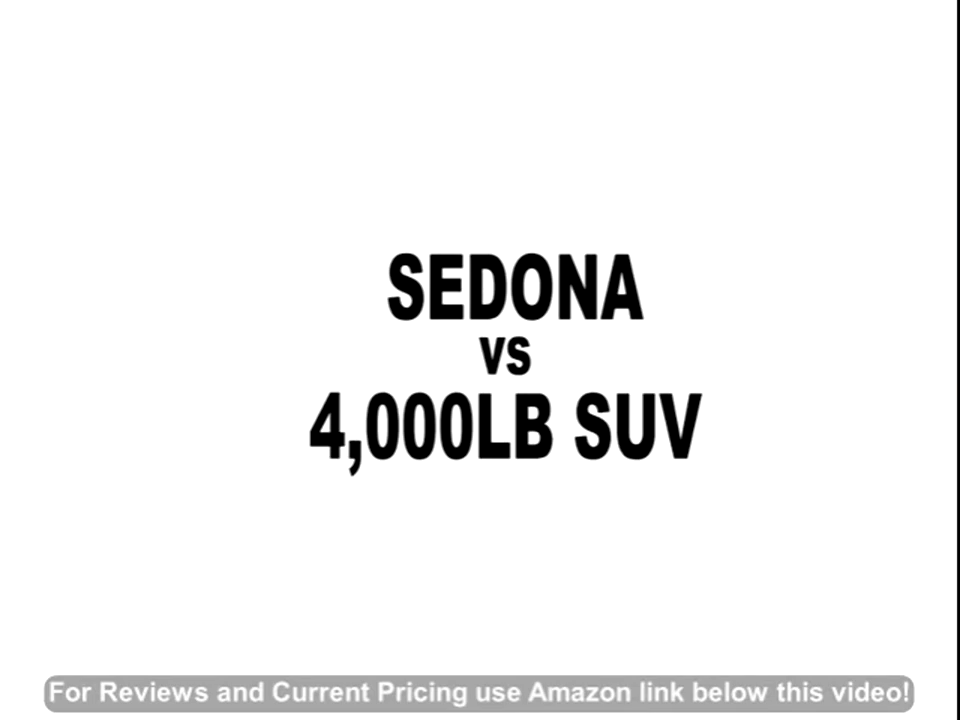 SEDONA
vs
4,000LB SUV
For Reviews and Current Pricing use Amazon link below this video!